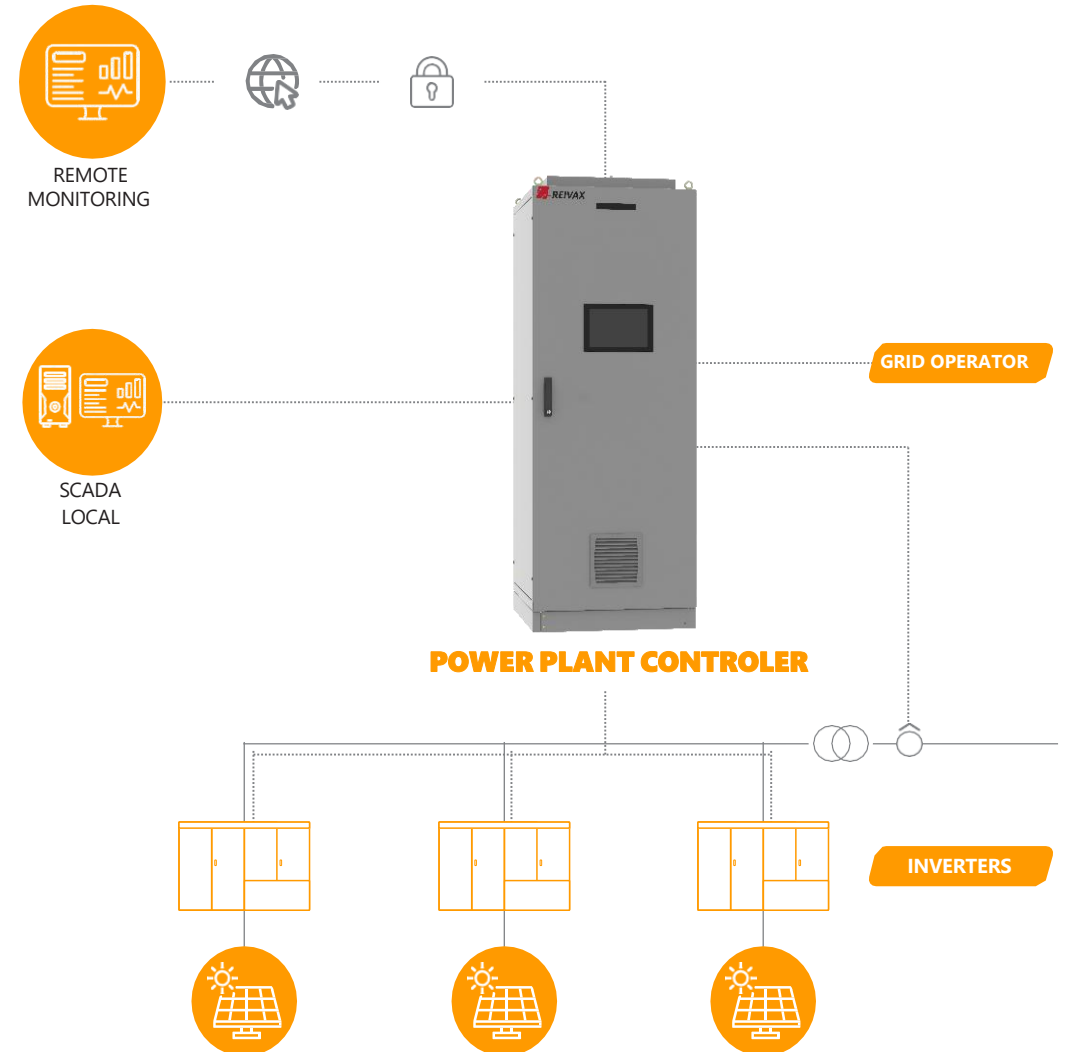 REMOTE
MONITORING
REIVAX
GRID OPERATOR
SCADA
LOCAL
POWER PLANT CONTROLER
INVERTERS